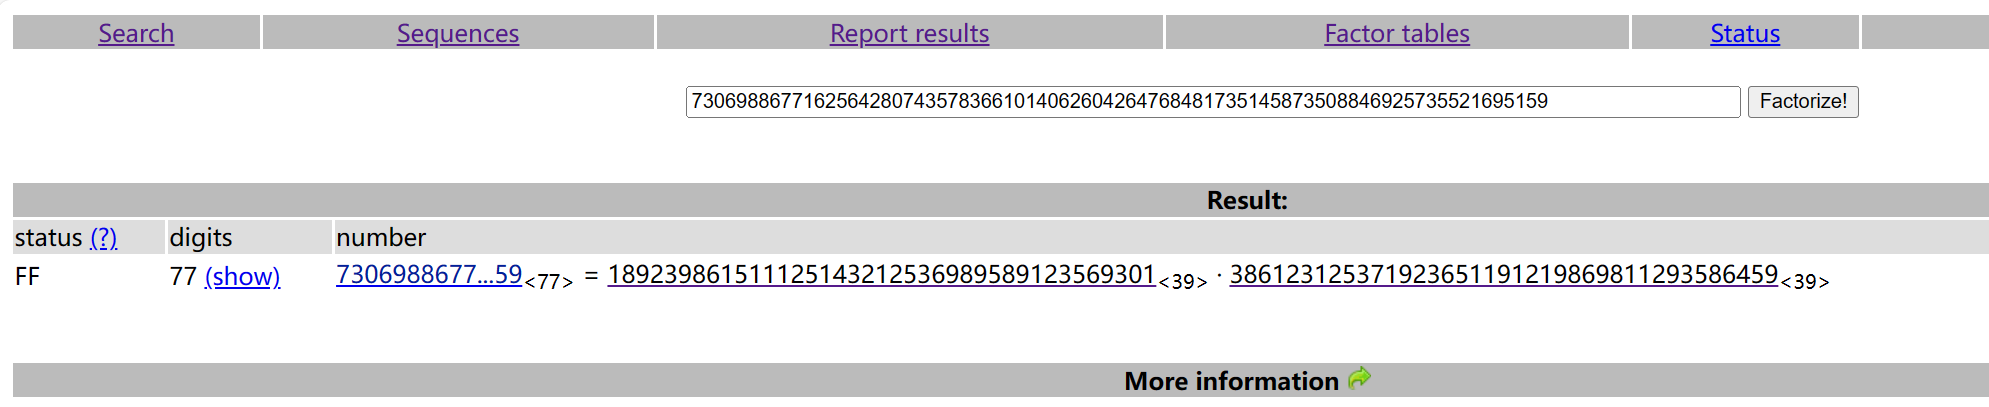 Search Sequences Report results Factor tables Status
73069886771625642807435783661014062604264768481735145873508846925735521695159 Factorize!
Result:
status (?) digits number
FF 77 (show) 7306988677...59<77> = 189239861511125143212536989589123569301<39> · 386123125371923651191219869811293586459<39>
More information